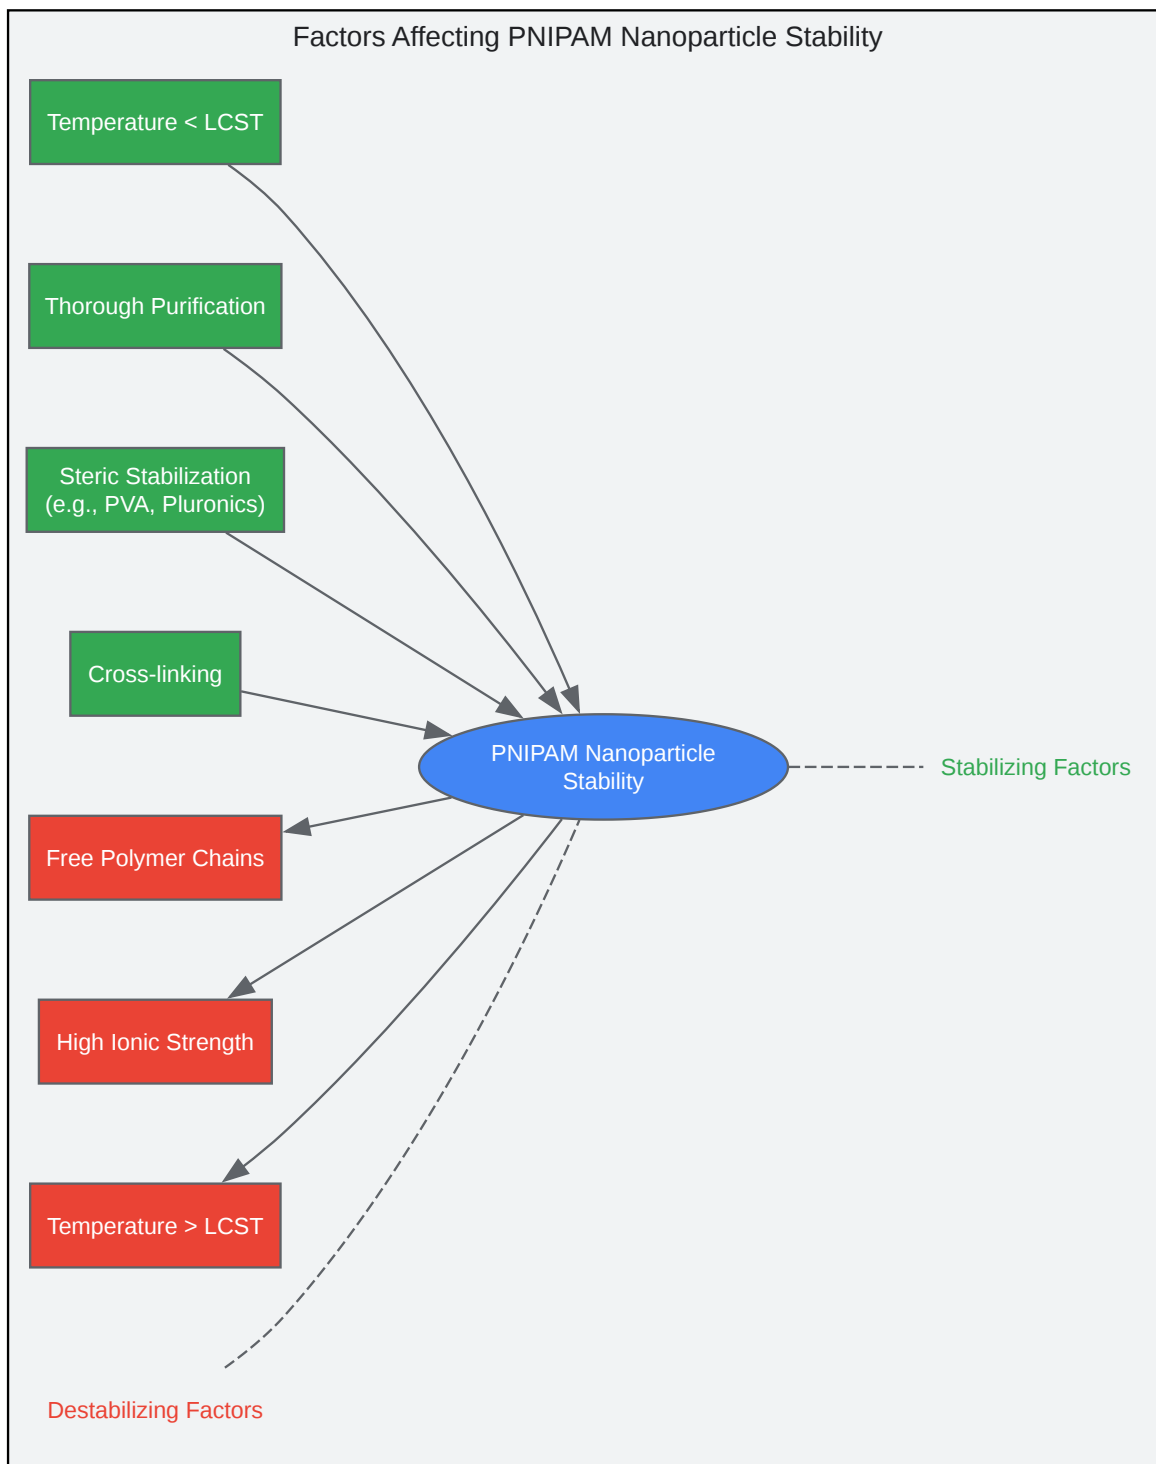 Factors Affecting PNIPAM Nanoparticle Stability
Temperature < LCST
Thorough Purification
Steric Stabilization
(e.g., PVA, Pluronics)
Cross-linking
PNIPAM Nanoparticle
Stability
Stabilizing Factors
Free Polymer Chains
High Ionic Strength
Temperature > LCST
Destabilizing Factors